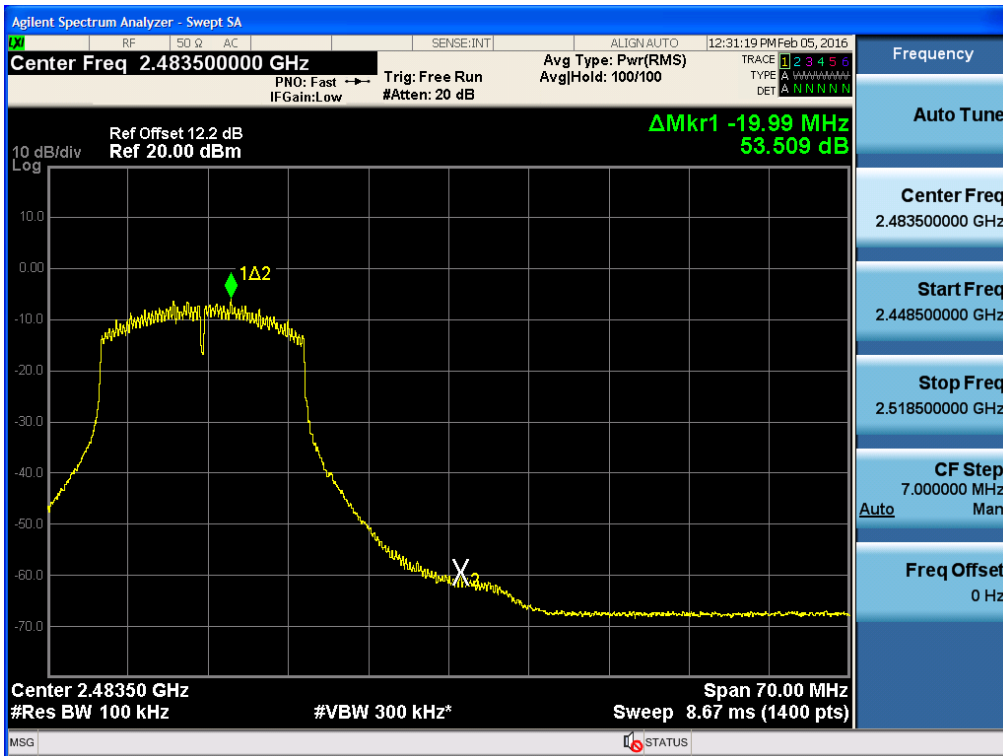 Agilent Spectrum Analyzer - Swept SA
LXI RF 50 Ω AC SENSE:INT ALIGN AUTO 12:31:19 PM Feb 05, 2016
Center Freq 2.483500000 GHz
PNO: Fast
IFGain:Low
Trig: Free Run
#Atten: 20 dB
Avg Type: Pwr(RMS)
Avg|Hold: 100/100
TRACE 1 2 3 4 5 6
TYPE A
DET A N N N N N
Ref Offset 12.2 dB
10 dB/div Ref 20.00 dBm
Log
ΔMkr1 -19.99 MHz
53.509 dB
10.0
0.00
1Δ2
-10.0
-20.0
-30.0
-40.0
-50.0
-60.0
-70.0
Center 2.48350 GHz Span 70.00 MHz
#Res BW 100 kHz #VBW 300 kHz* Sweep 8.67 ms (1400 pts)
MSG STATUS
Frequency
Auto Tune
Center Freq
2.483500000 GHz
Start Freq
2.448500000 GHz
Stop Freq
2.518500000 GHz
CF Step
7.000000 MHz
Auto Man
Freq Offset
0 Hz